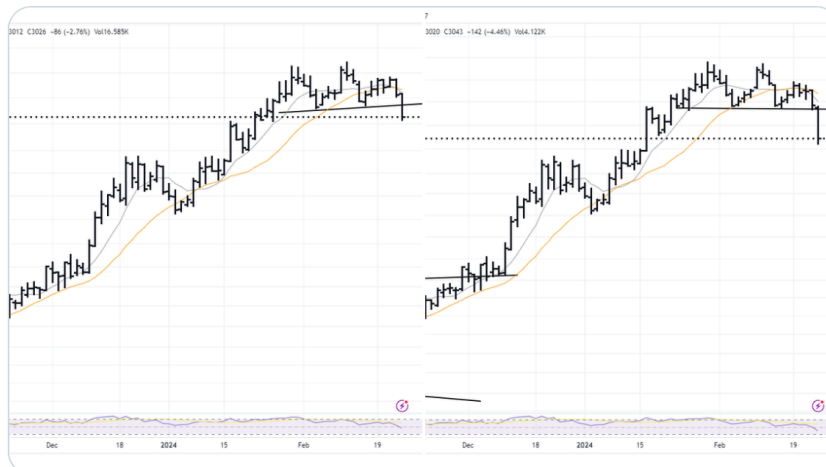 7
3012 C3026 −86 (−2.76%) Vol16.585K
3020 C3043 −142 (−4.46%) Vol4.122K
Dec 18 2024 15 Feb 19
Dec 18 2024 15 Feb 19